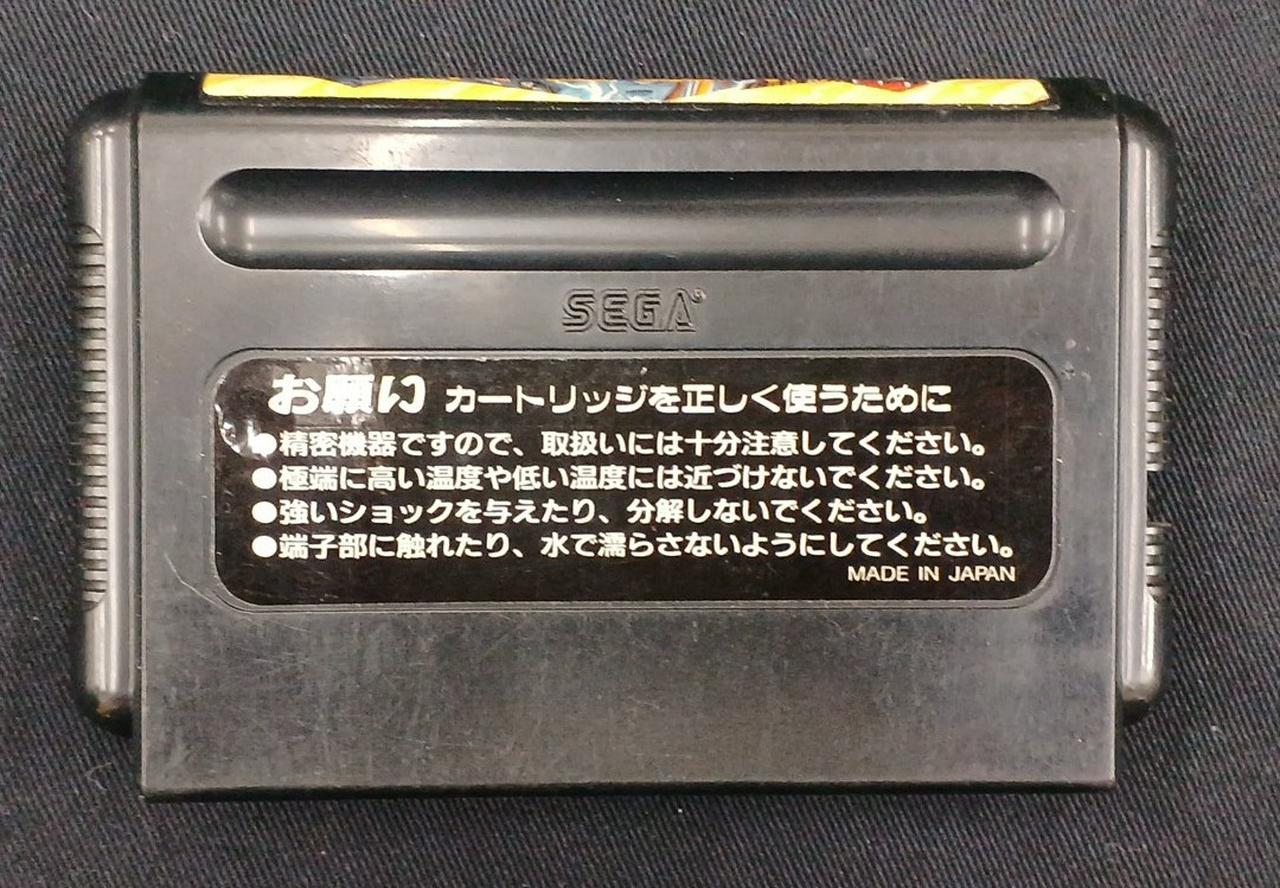 SEGA®
お願い カートリッジを正しく使うために
●精密機器ですので、取扱いには十分注意してください。
●極端に高い温度や低い温度には近づけないでください。
●強いショックを与えたり、分解しないでください。
●端子部に触れたり、水で濡らさないようにしてください。
MADE IN JAPAN